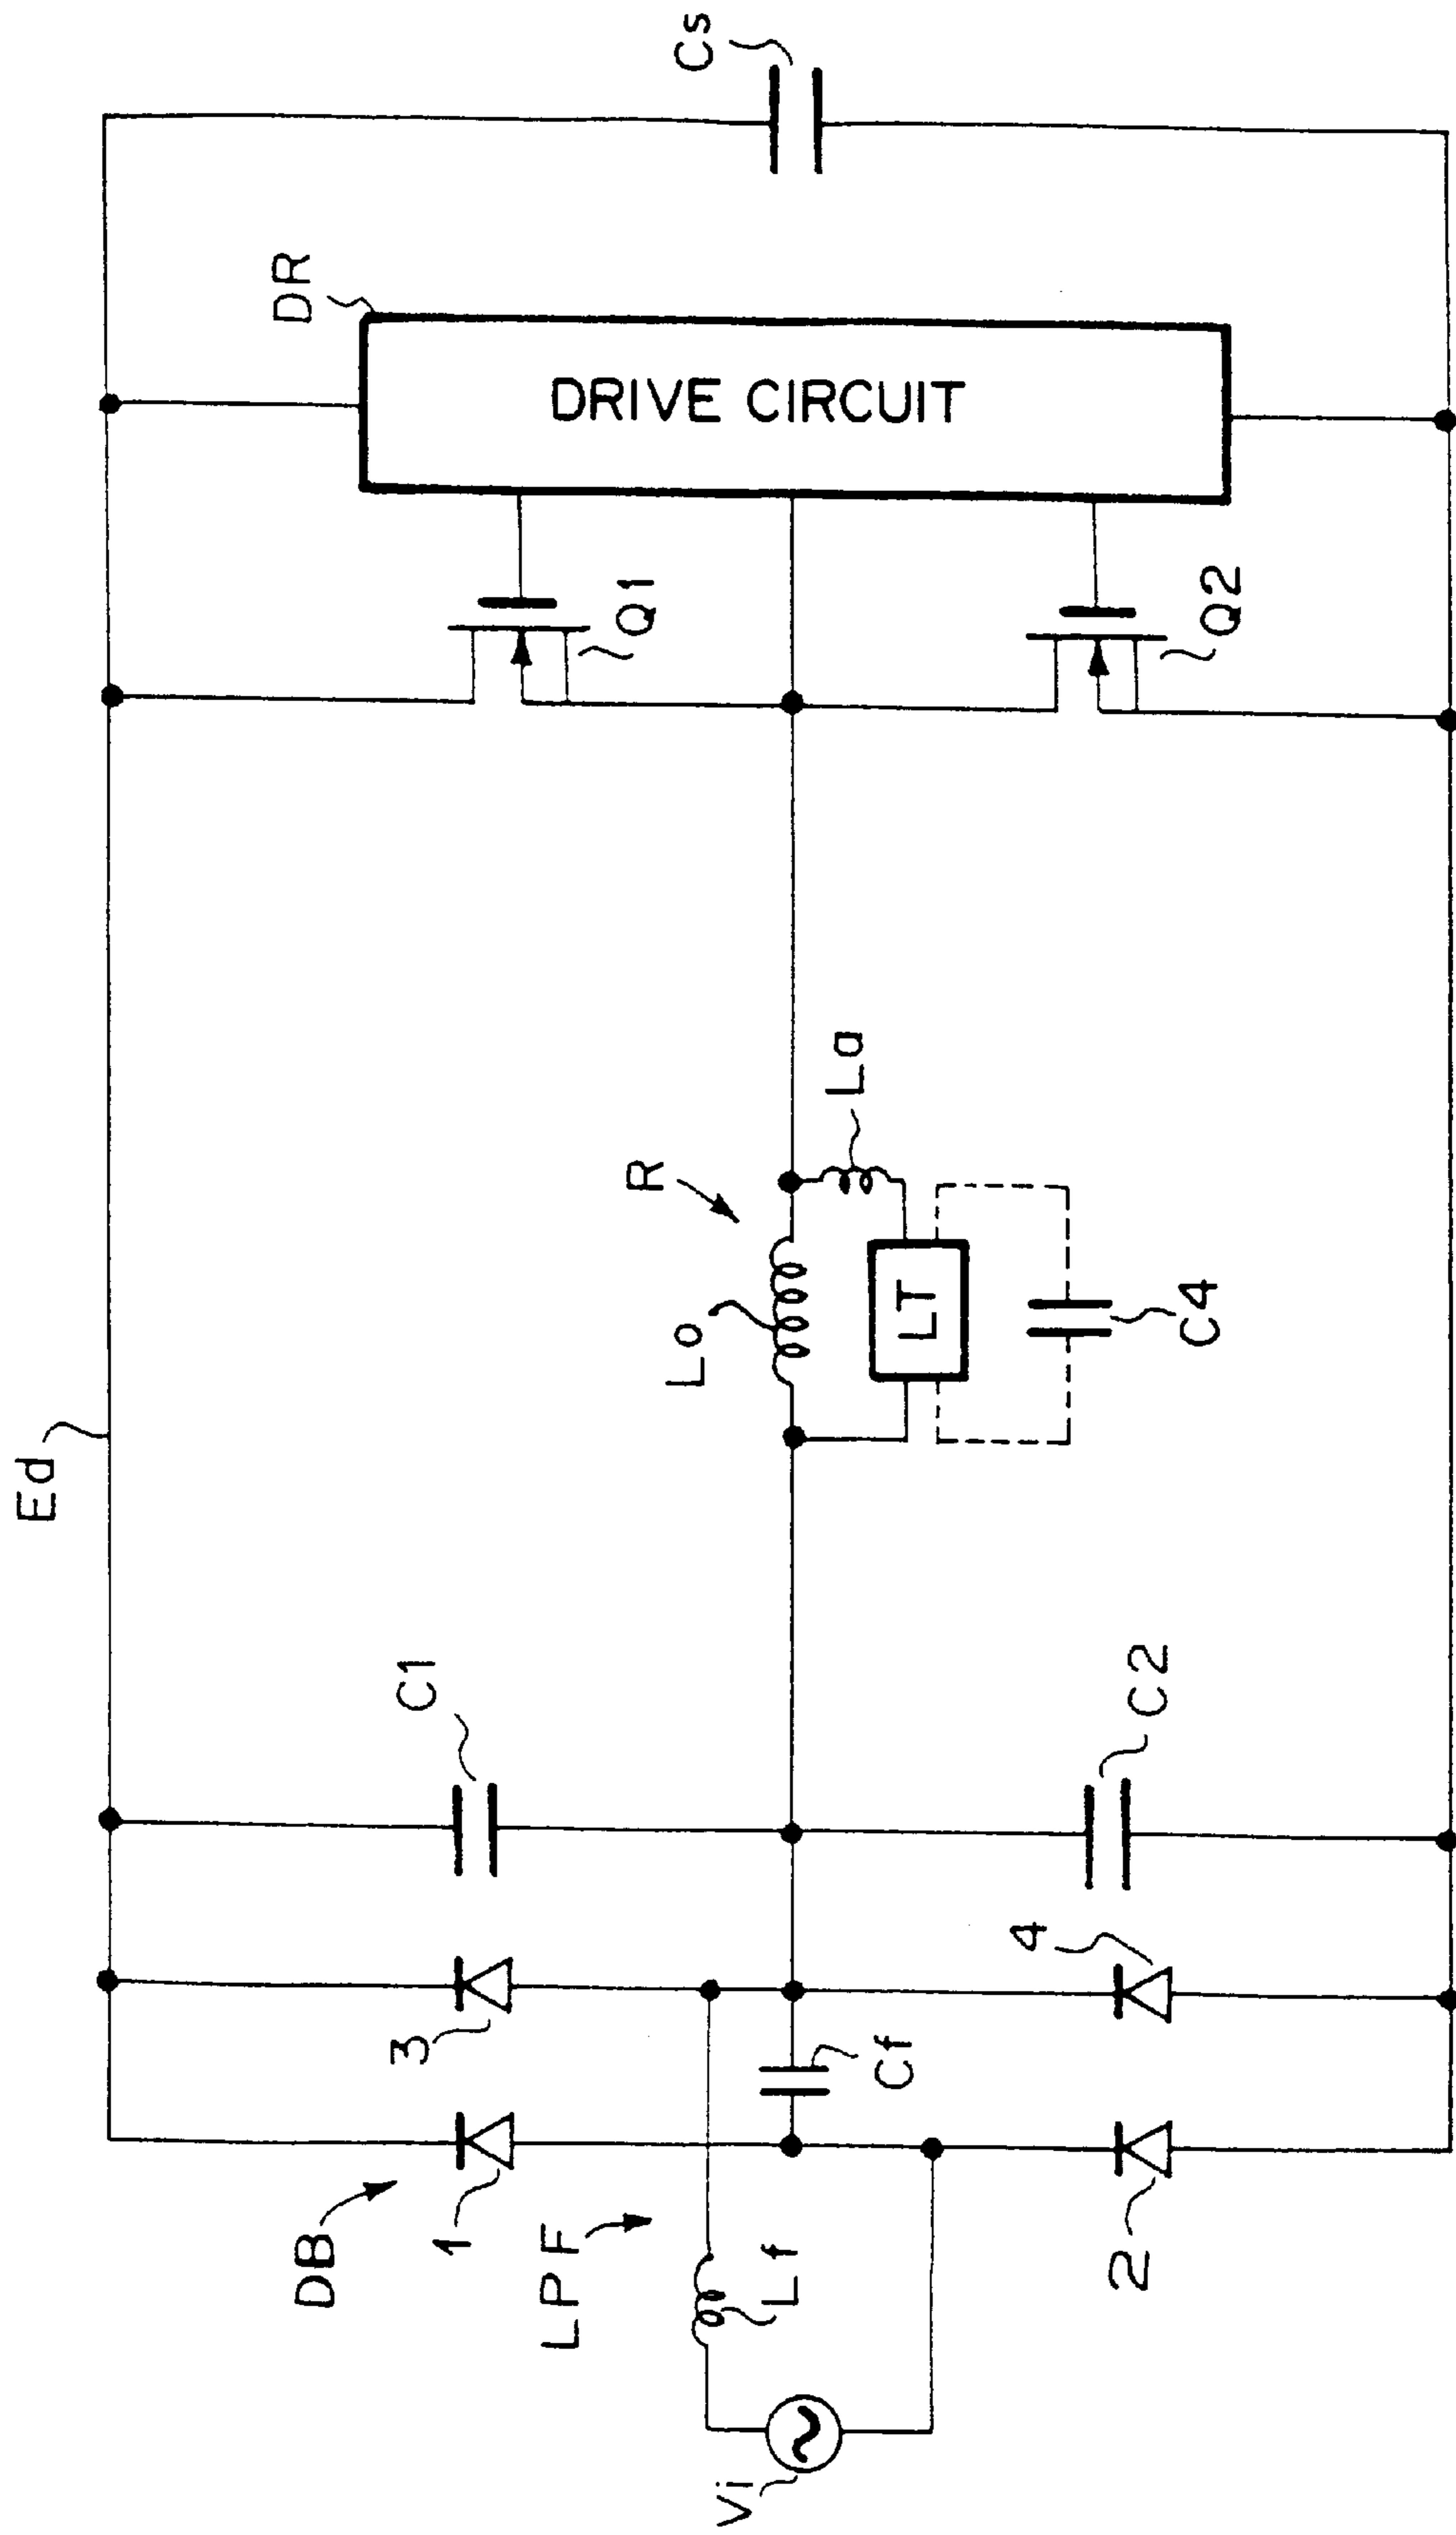 Ed
DB
1
3
C1
DR
DRIVE CIRCUIT
Cs
Q1
LPF
Lf
Vi
Cf
Lo
R
La
LT
C4
2
4
C2
Q2